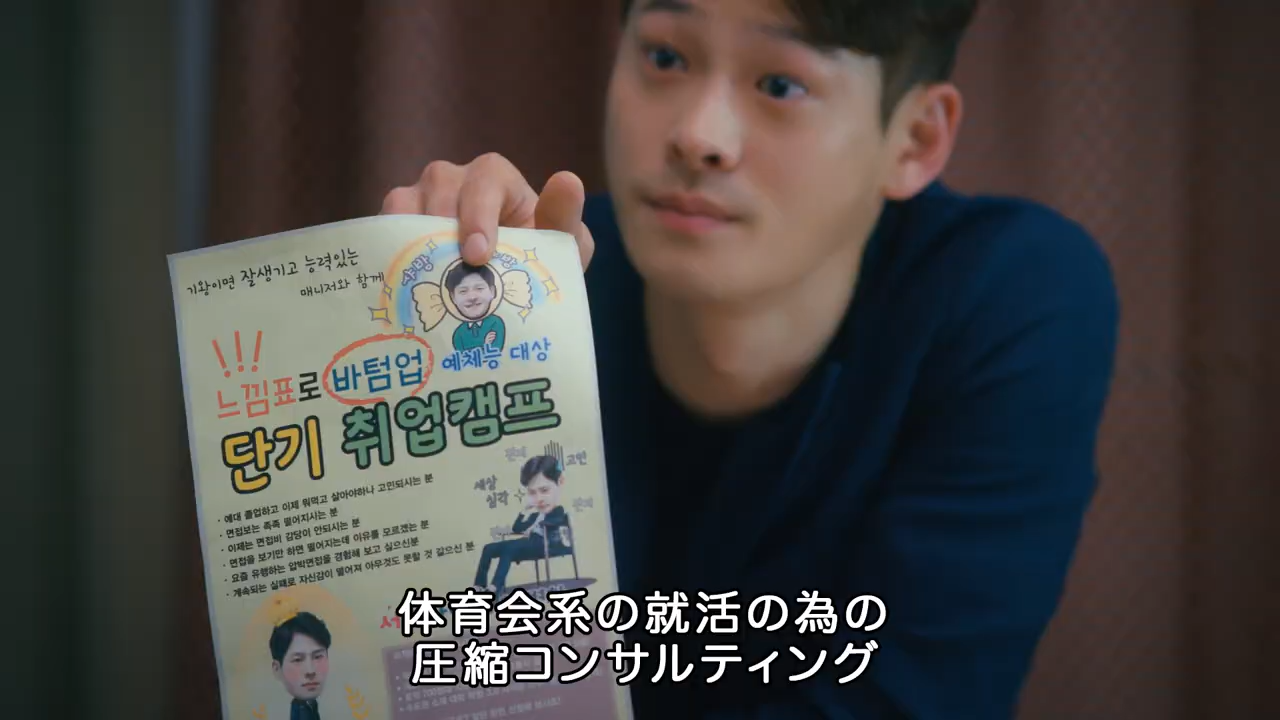 기왕이면 잘생기고 능력있는
매니저와 함께
사방
!!!
느낌표로 바텀업 예체능 대상
단기 취업캠프
· 예대 졸업하고 이제 뭐먹고 살아야하나 고민되시는 분
· 면접보는 족족 떨어지시는 분
· 이제는 면접비 감당이 안되시는 분
· 면접을 보기만 하면 떨어지는데 이유를 모르겠는 분
· 요즘 유행하는 압박면접을 경험해 보고 싶으신분
· 계속되는 실패로 자신감이 떨어져 아무것도 못할 것 같으신 분
고연
세상
심각
体育会系の就活の為の
圧縮コンサルティング